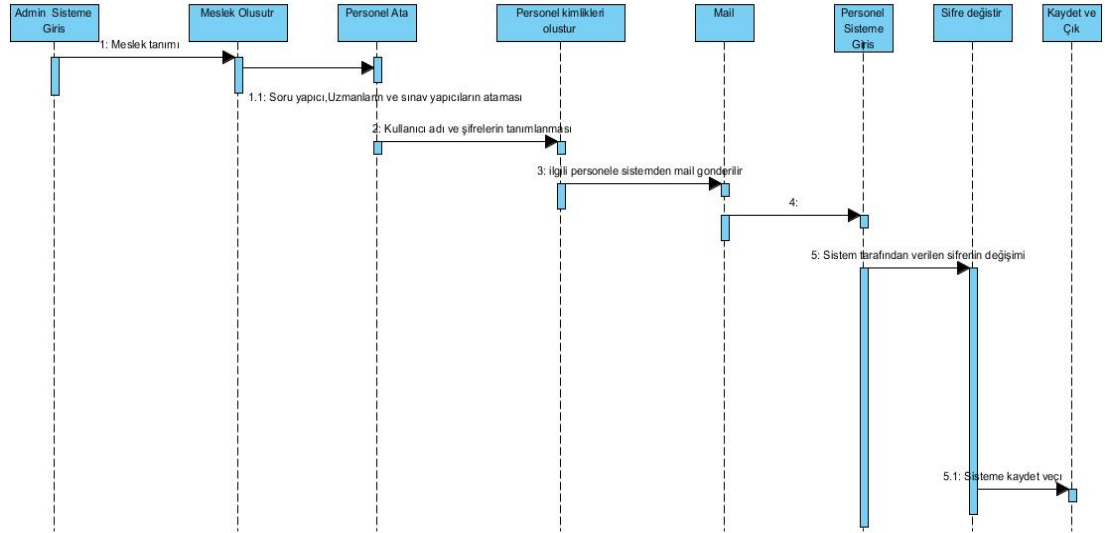 Admin Sisteme
Giris
Meslek Olusutr
Personel Ata
Personel kimlikleri
olustur
Mail
Personel
Sisteme
Giris
Sifre değistir
Kaydet ve
Çık
1: Meslek tanımı
1.1: Soru yapıcı,Uzmanların ve sınav yapıcıların ataması
2: Kullanıcı adı ve şifrelerin tanımlanması
3: ilgili personele sistemden mail gonderilir
4:
5: Sistem tarafından verilen sifrenin değişimi
5.1: Sisteme kaydet veçı